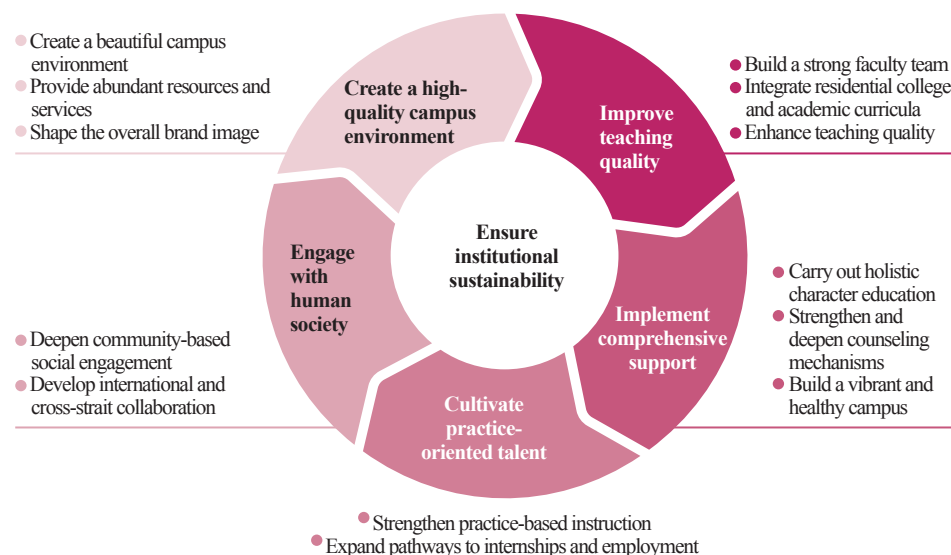 ● Create a beautiful campus
environment
● Provide abundant resources and
services
● Shape the overall brand image
Create a high-
quality campus
environment
Improve
teaching
quality
● Build a strong faculty team
● Integrate residential college
and academic curricula
● Enhance teaching quality
Ensure
institutional
sustainability
Engage with
human
society
● Deepen community-based
social engagement
● Develop international and
cross-strait collaboration
Implement
comprehensive
support
● Carry out holistic
character education
● Strengthen and
deepen counseling
mechanisms
● Build a vibrant and
healthy campus
Cultivate
practice-
oriented talent
● Strengthen practice-based instruction
● Expand pathways to internships and employment